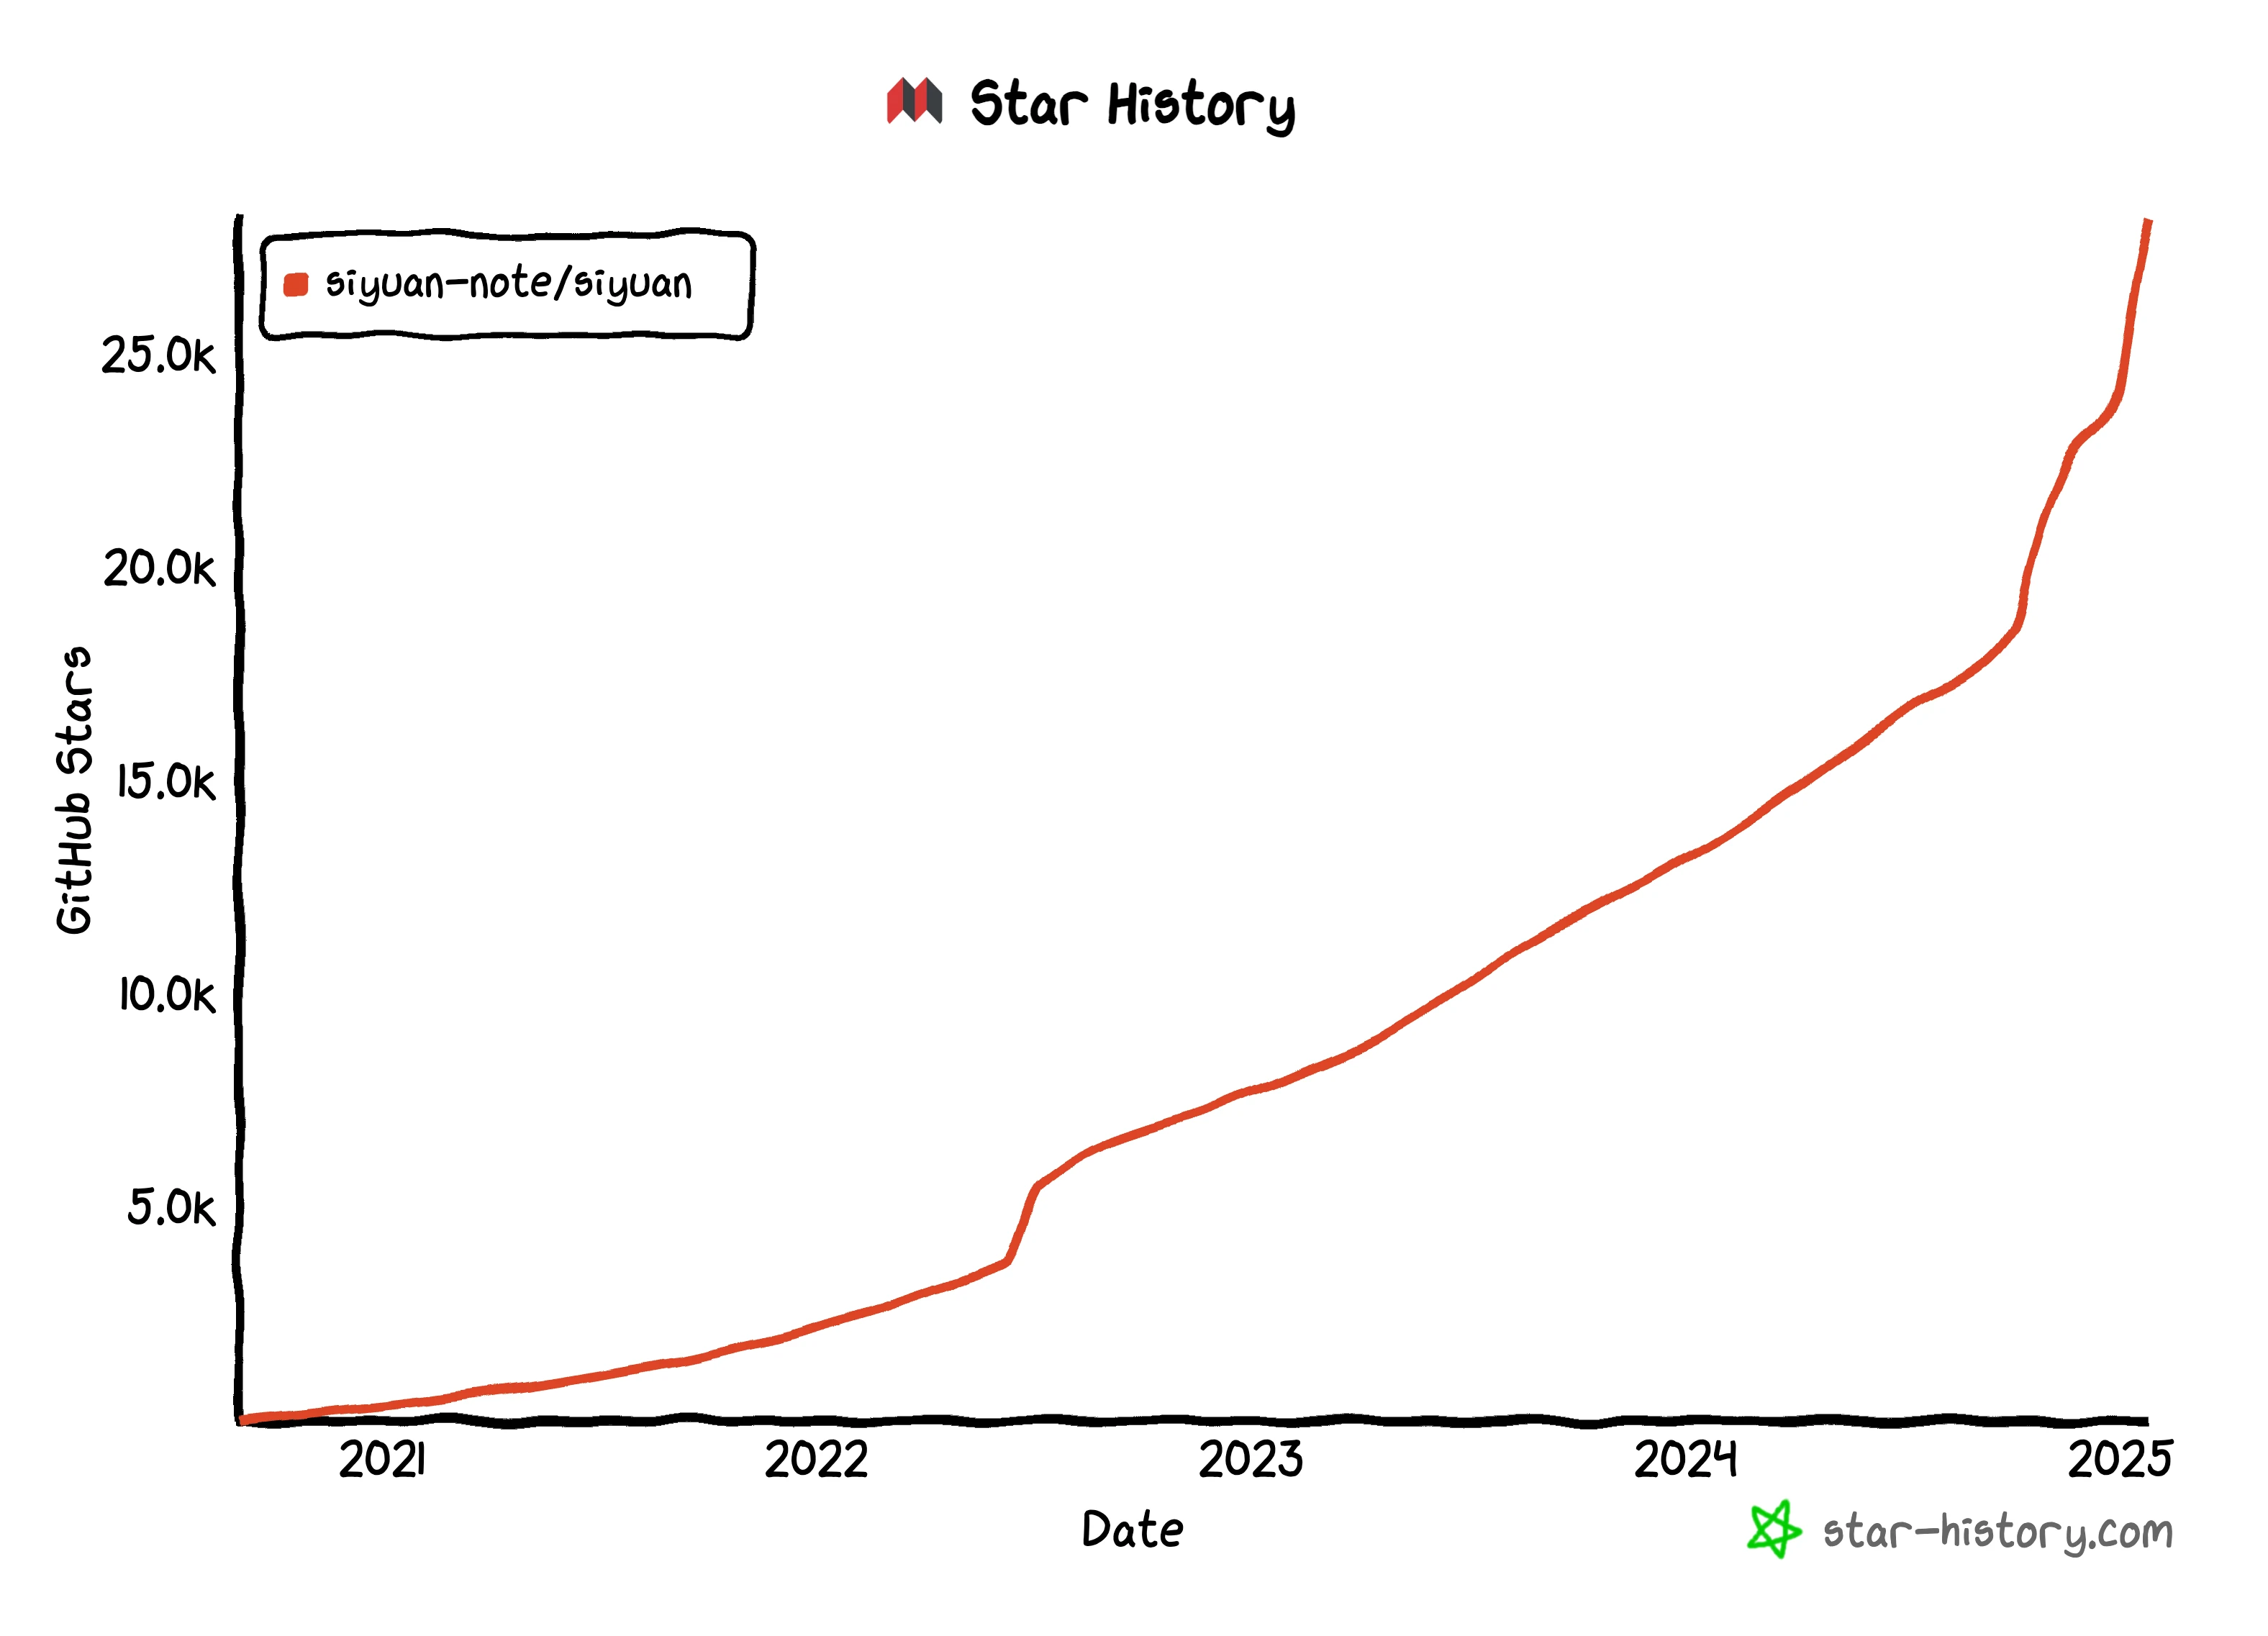 Star History
siyuan-note/siyuan
25.0k
20.0k
15.0k
10.0k
5.0k
GitHub Stars
2021 2022 2023 2024 2025
Date
star-history.com